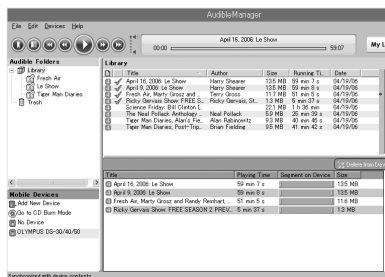 AudibleManager
File Edit Devices Help
April 16, 2006: Le Show
00:00 59:07
My L
Audible Folders
Library
Fresh Air
Le Show
Tiger Man Diaries
Trash
Library
Title Author Size Running Ti. Date
April 16, 2006: Le Show Harry Shearer 13.5 MB 59 min 7 s 04/19/06
April 9, 2006: Le Show Harry Shearer 13.5 MB 59 min 8 s 04/19/06
Fresh Air, Marty Grosz and ... Terry Gross 11.7 MB 51 min 5 s 04/19/06
Ricky Gervais Show: FREE S... Ricky Gervais, St.. 1.3 MB 5 min 37 s 04/19/06
Science Friday: Bill Clinton [... 22.1 MB 1 h 36 min 04/19/06
The Neal Pollack Anthology ... Neal Pollack 5.9 MB 25 min 39 s 04/19/06
Tiger Man Diaries, Alan's Fie... Alan Rabinowitz 9.3 MB 40 min 46 s 04/19/06
Tiger Man Diaries, Post-Trip... Brian Fielding 9.5 MB 41 min 42 s 04/19/06
Delete from Dev
Mobile Devices
Add New Device
Go to CD Burn Mode
No Device
OLYMPUS DS-30/40/50
Title Playing Time Segment on Device Size
April 16, 2006: Le Show 59 min 7 s 13.5 MB
April 9, 2006: Le Show 59 min 8 s 13.5 MB
Fresh Air, Marty Grosz and Randy Reinhart, ... 51 min 5 s 11.6 MB
Ricky Gervais Show: FREE SEASON 2 PREV... 5 min 37 s 1.3 MB
Synchronized with device contents